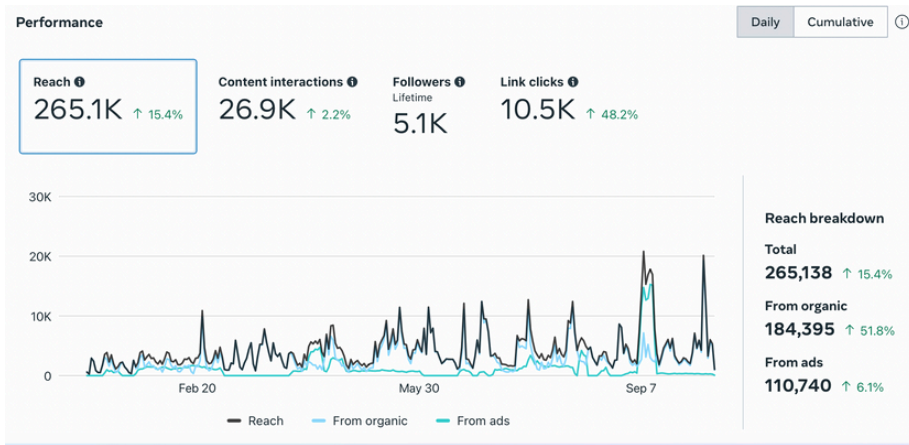 Performance
Daily Cumulative
Reach
265.1K ↑ 15.4%
Content interactions
26.9K ↑ 2.2%
Followers
Lifetime
5.1K
Link clicks
10.5K ↑ 48.2%
30K
20K
10K
0
Feb 20 May 30 Sep 7
Reach From organic From ads
Reach breakdown
Total
265,138 ↑ 15.4%
From organic
184,395 ↑ 51.8%
From ads
110,740 ↑ 6.1%